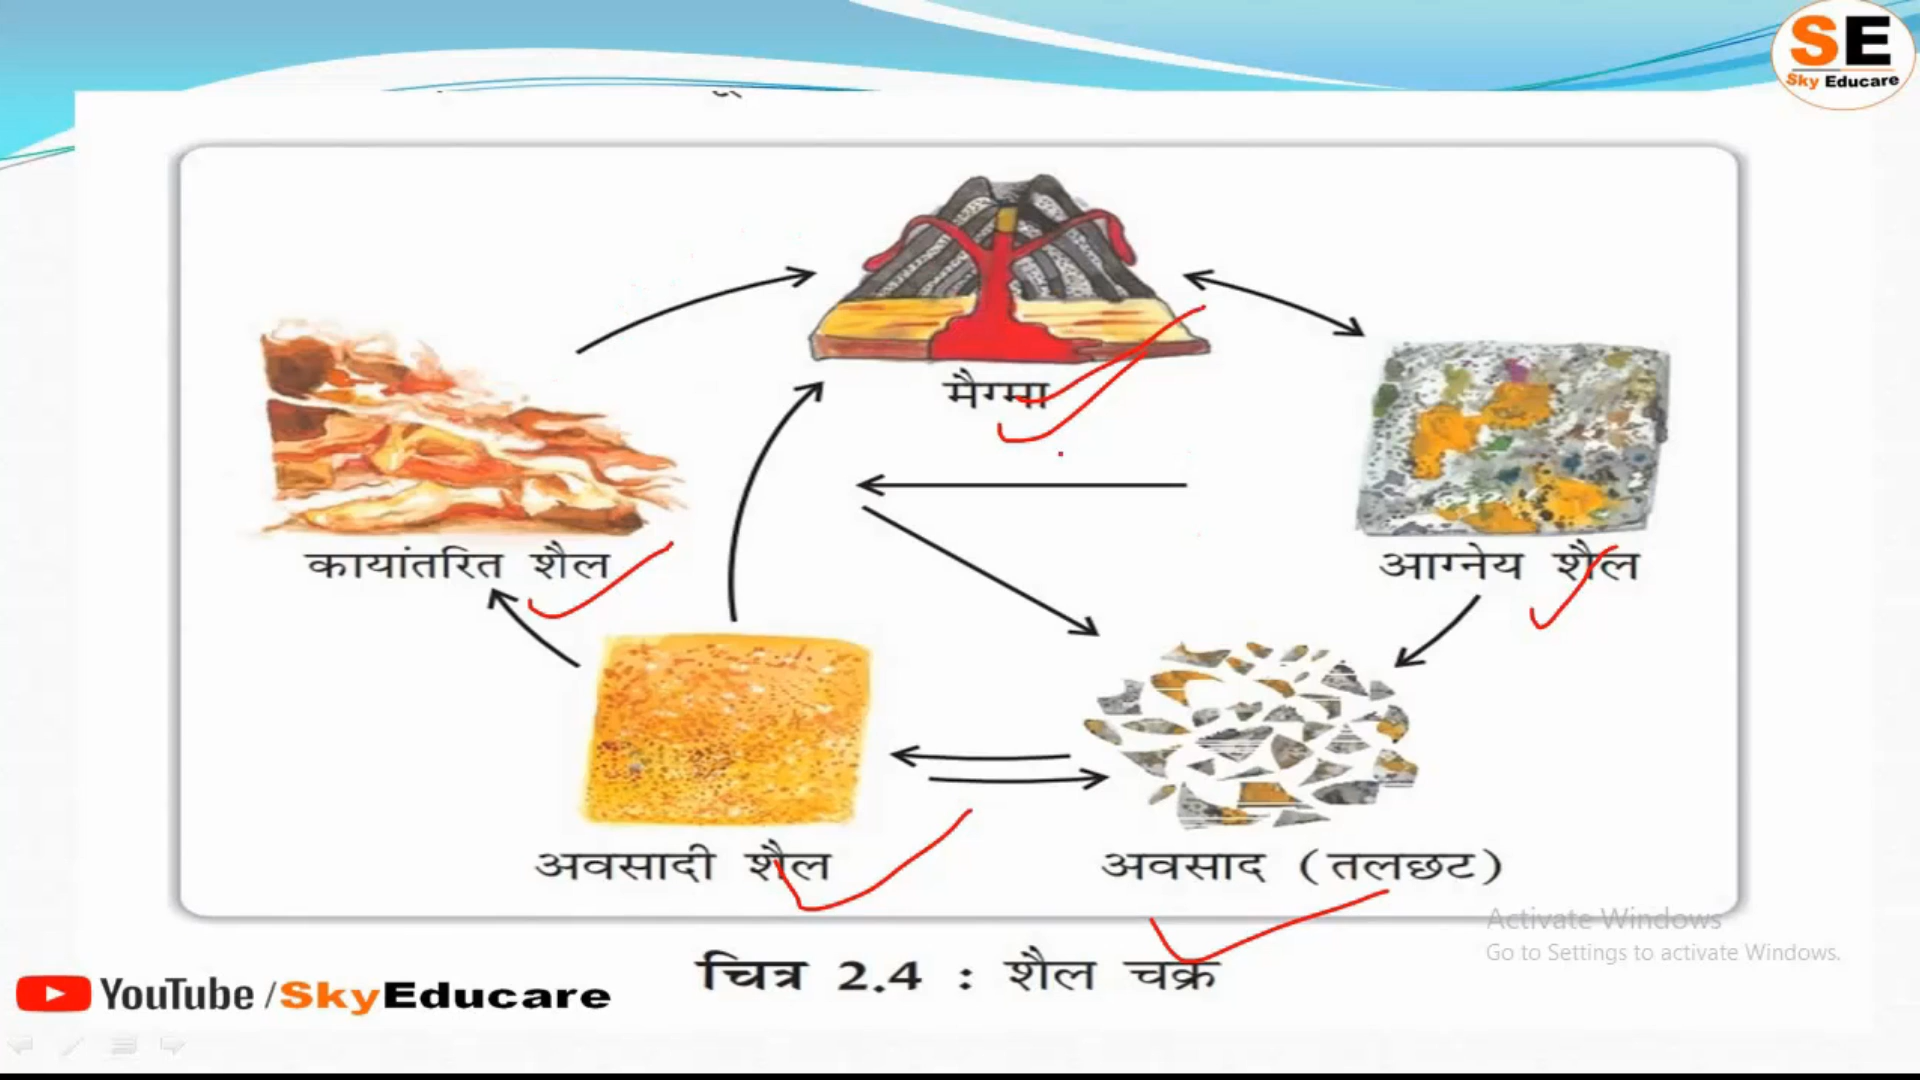 SE
Sky Educare
मैग्मा
कायांतरित शैल
आग्नेय शैल
अवसादी शैल
अवसाद (तलछट)
चित्र 2.4 : शैल चक्र
Activate Windows
Go to Settings to activate Windows.
YouTube /SkyEducare